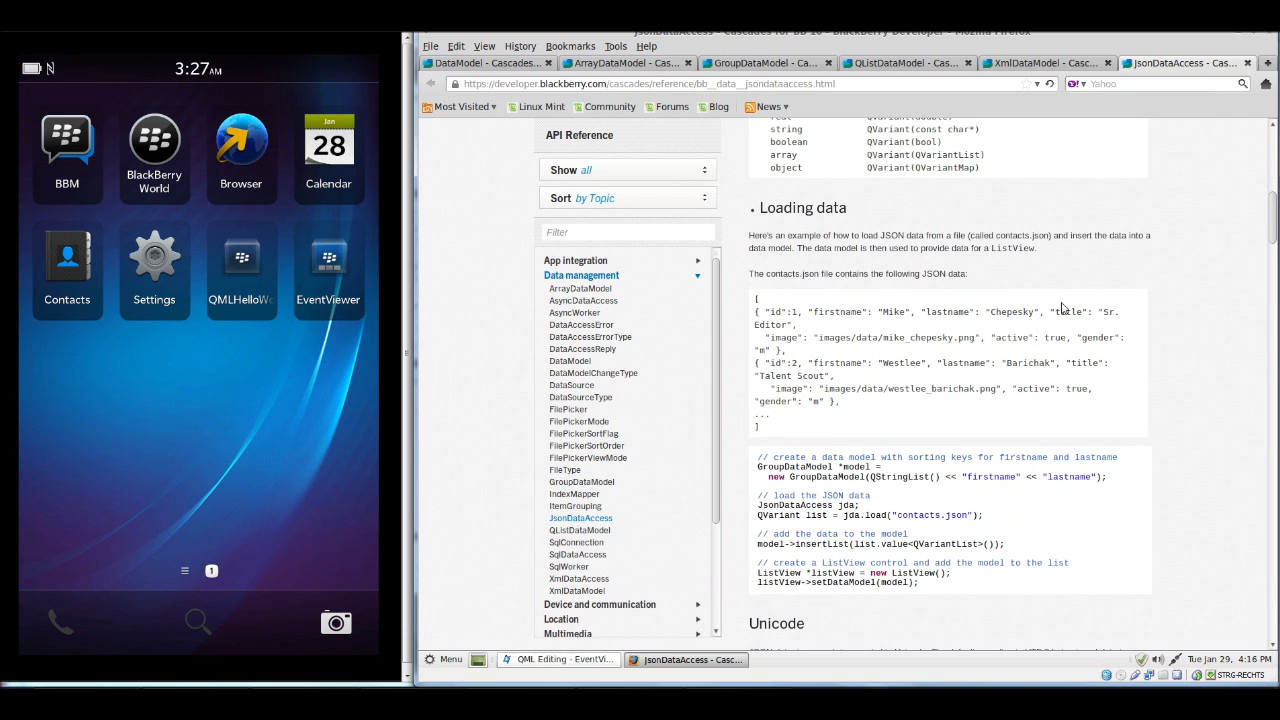 3:27AM
BBM
BlackBerry
World
Browser
Jan
28
Calendar
Contacts
Settings
QMLHelloWo
EventViewer
1
JsonDataAccess - Cascades for BB 10 - BlackBerry Developer - Mozilla Firefox
File Edit View History Bookmarks Tools Help
DataModel - Cascades... ArrayDataModel - Cas... GroupDataModel - Ca... QListDataModel - Cas... XmlDataModel - Casc... JsonDataAccess - Cas...
https://developer.blackberry.com/cascades/reference/bb__data__jsondataaccess.html
Yahoo
Most Visited Linux Mint Community Forums Blog News
API Reference
Show all
Sort by Topic
Filter
App integration
Data management
ArrayDataModel
AsyncDataAccess
AsyncWorker
DataAccessError
DataAccessErrorType
DataAccessReply
DataModel
DataModelChangeType
DataSource
DataSourceType
FilePicker
FilePickerMode
FilePickerSortFlag
FilePickerSortOrder
FilePickerViewMode
FileType
GroupDataModel
IndexMapper
ItemGrouping
JsonDataAccess
QListDataModel
SqlConnection
SqlDataAccess
SqlWorker
XmlDataAccess
XmlDataModel
Device and communication
Location
Multimedia
real QVariant(double)
string QVariant(const char*)
boolean QVariant(bool)
array QVariant(QVariantList)
object QVariant(QVariantMap)
• Loading data
Here's an example of how to load JSON data from a file (called contacts.json) and insert the data into a
data model. The data model is then used to provide data for a ListView.
The contacts.json file contains the following JSON data:
[
{ "id":1, "firstname": "Mike", "lastname": "Chepesky", "title": "Sr.
Editor",
"image": "images/data/mike_chepesky.png", "active": true, "gender":
"m" },
{ "id":2, "firstname": "Westlee", "lastname": "Barichak", "title":
"Talent Scout",
"image": "images/data/westlee_barichak.png", "active": true,
"gender": "m" },
...
]
// create a data model with sorting keys for firstname and lastname
GroupDataModel *model =
new GroupDataModel(QStringList() << "firstname" << "lastname");
// load the JSON data
JsonDataAccess jda;
QVariant list = jda.load("contacts.json");
// add the data to the model
model->insertList(list.value<QVariantList>());
// create a ListView control and add the model to the list
ListView *listView = new ListView();
listView->setDataModel(model);
Unicode
Menu QML Editing - EventVi... JsonDataAccess - Casc... Tue Jan 29, 4:16 PM
STRG-RECHTS